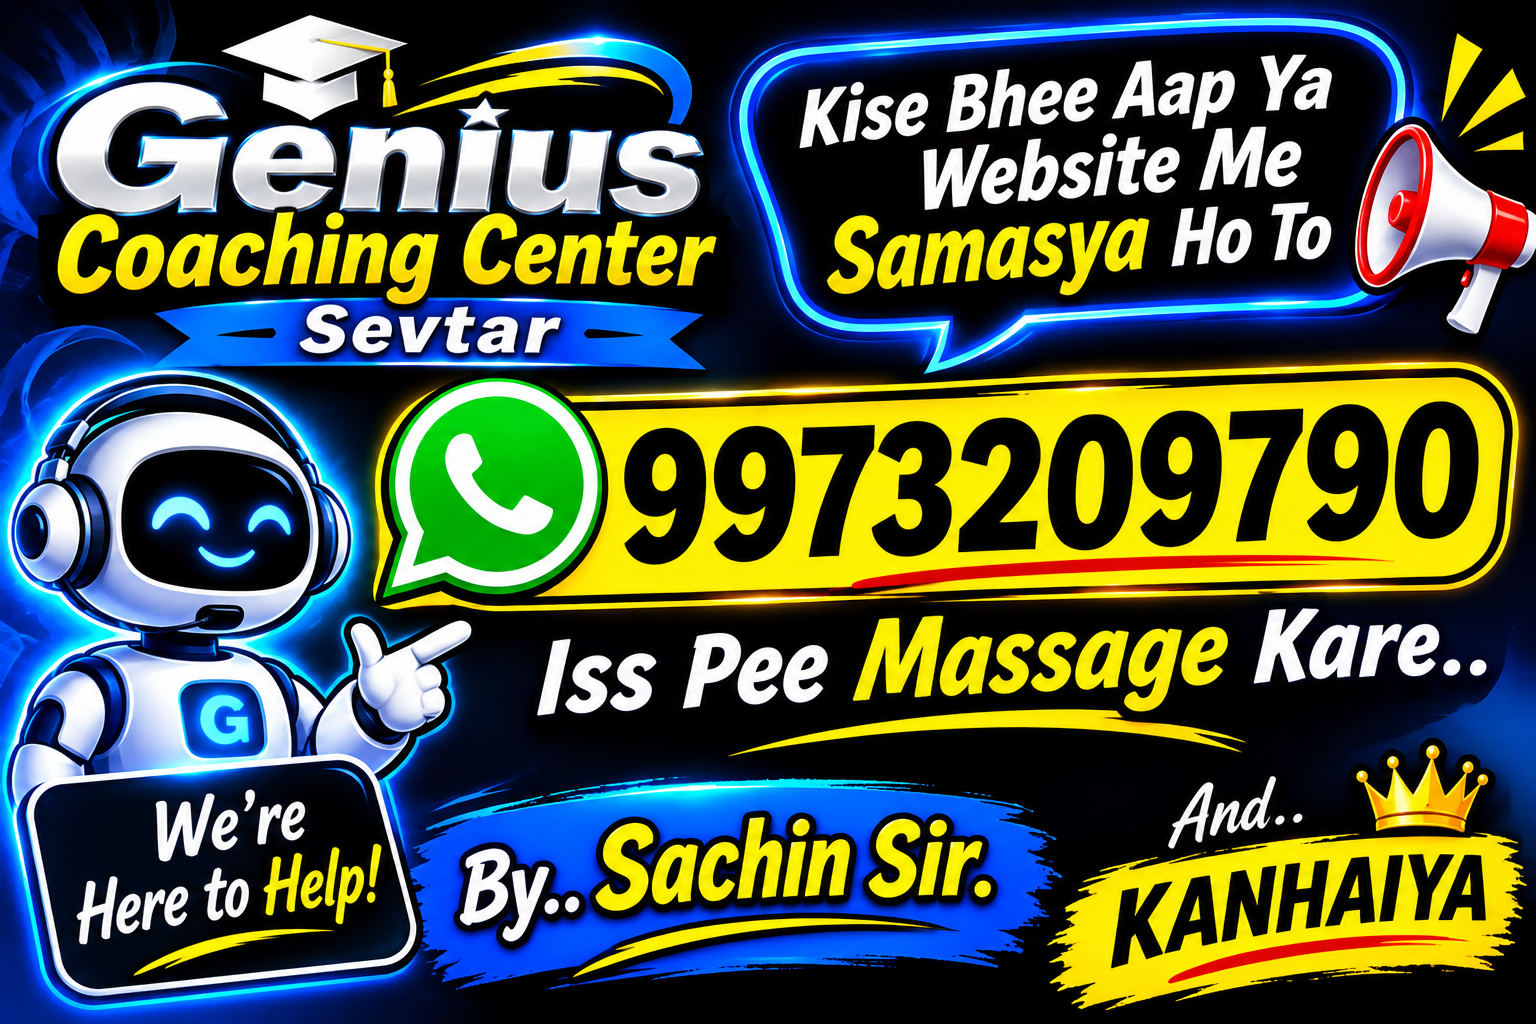 Genius
Coaching Center
Sevtar
Kise Bhee Aap Ya
Website Me
Samasya Ho To
9973209790
Iss Pee Massage Kare..
G
We're
Here to Help!
By.. Sachin Sir.
And..
KANHAIYA